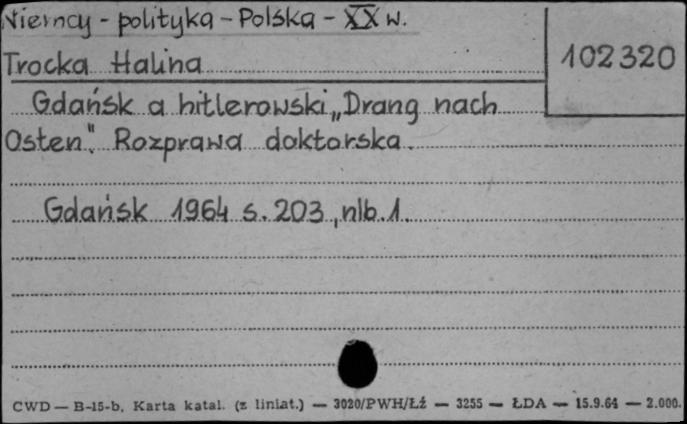 Niemcy - polityka - Polska - XX w.
102320
Trocka Halina
Gdańsk a hitlerowski „Drang nach
Osten". Rozprawa doktorska.
Gdańsk 1964 s. 203, nlb. 1.
CWD — B-15-b. Karta katal. (z liniat.) — 3020/PWH/Łź — 3255 — ŁDA — 15.9.64 — 2.000.